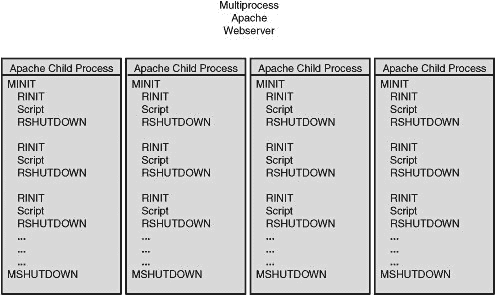 Multiprocess
Apache
Webserver
Apache Child Process
MINIT
RINIT
Script
RSHUTDOWN
RINIT
Script
RSHUTDOWN
RINIT
Script
RSHUTDOWN
...
...
...
MSHUTDOWN
Apache Child Process
MINIT
RINIT
Script
RSHUTDOWN
RINIT
Script
RSHUTDOWN
RINIT
Script
RSHUTDOWN
...
...
...
MSHUTDOWN
Apache Child Process
MINIT
RINIT
Script
RSHUTDOWN
RINIT
Script
RSHUTDOWN
RINIT
Script
RSHUTDOWN
...
...
...
MSHUTDOWN
Apache Child Process
MINIT
RINIT
Script
RSHUTDOWN
RINIT
Script
RSHUTDOWN
RINIT
Script
RSHUTDOWN
...
...
...
MSHUTDOWN